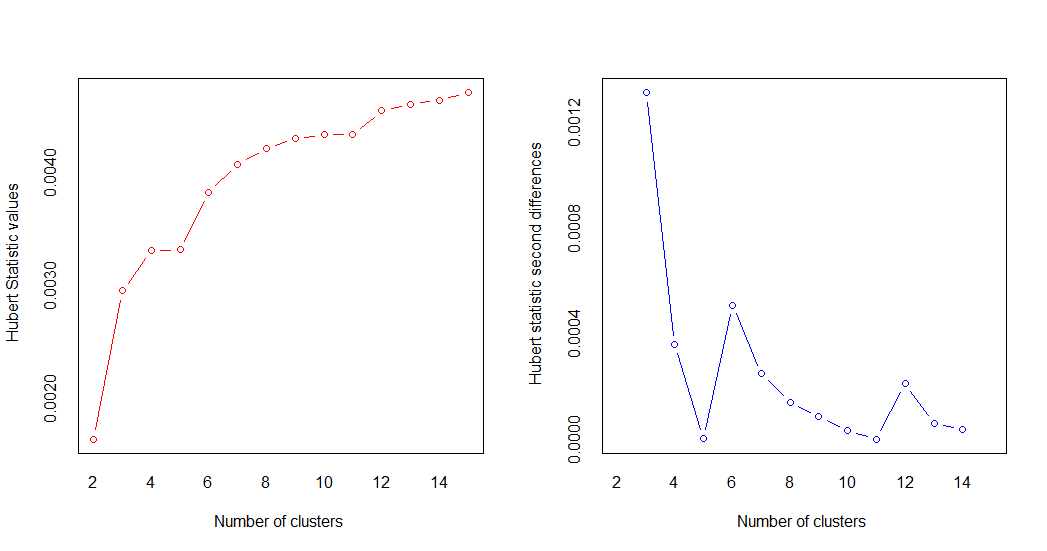 Hubert Statistic values
0.0020 0.0030 0.0040
2 4 6 8 10 12 14
Number of clusters
Hubert statistic second differences
0.0000 0.0004 0.0008 0.0012
2 4 6 8 10 12 14
Number of clusters